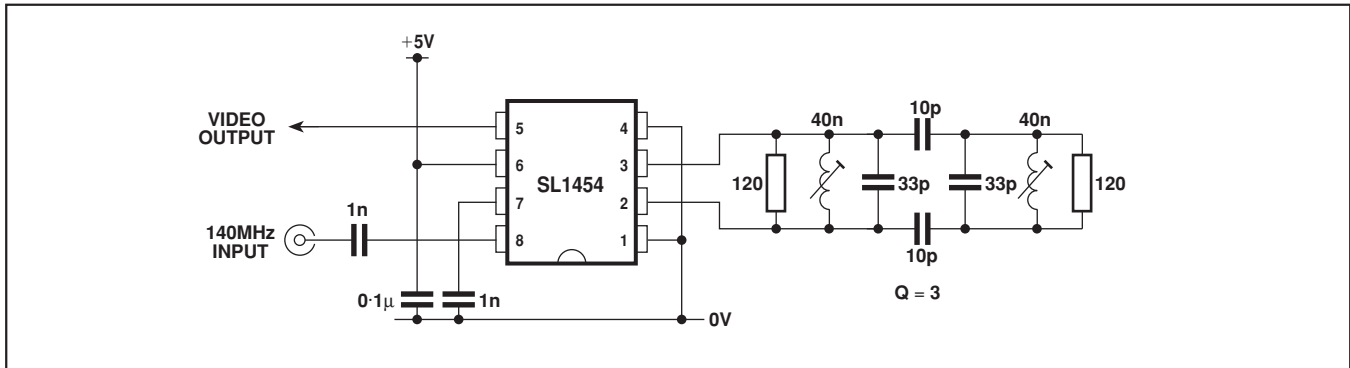 +5V
VIDEO
OUTPUT
5
4
6
3
SL1454
7
2
8
1
1n
140MHz
INPUT
0·1µ
1n
0V
10p
40n
40n
120
33p
33p
120
10p
Q = 3